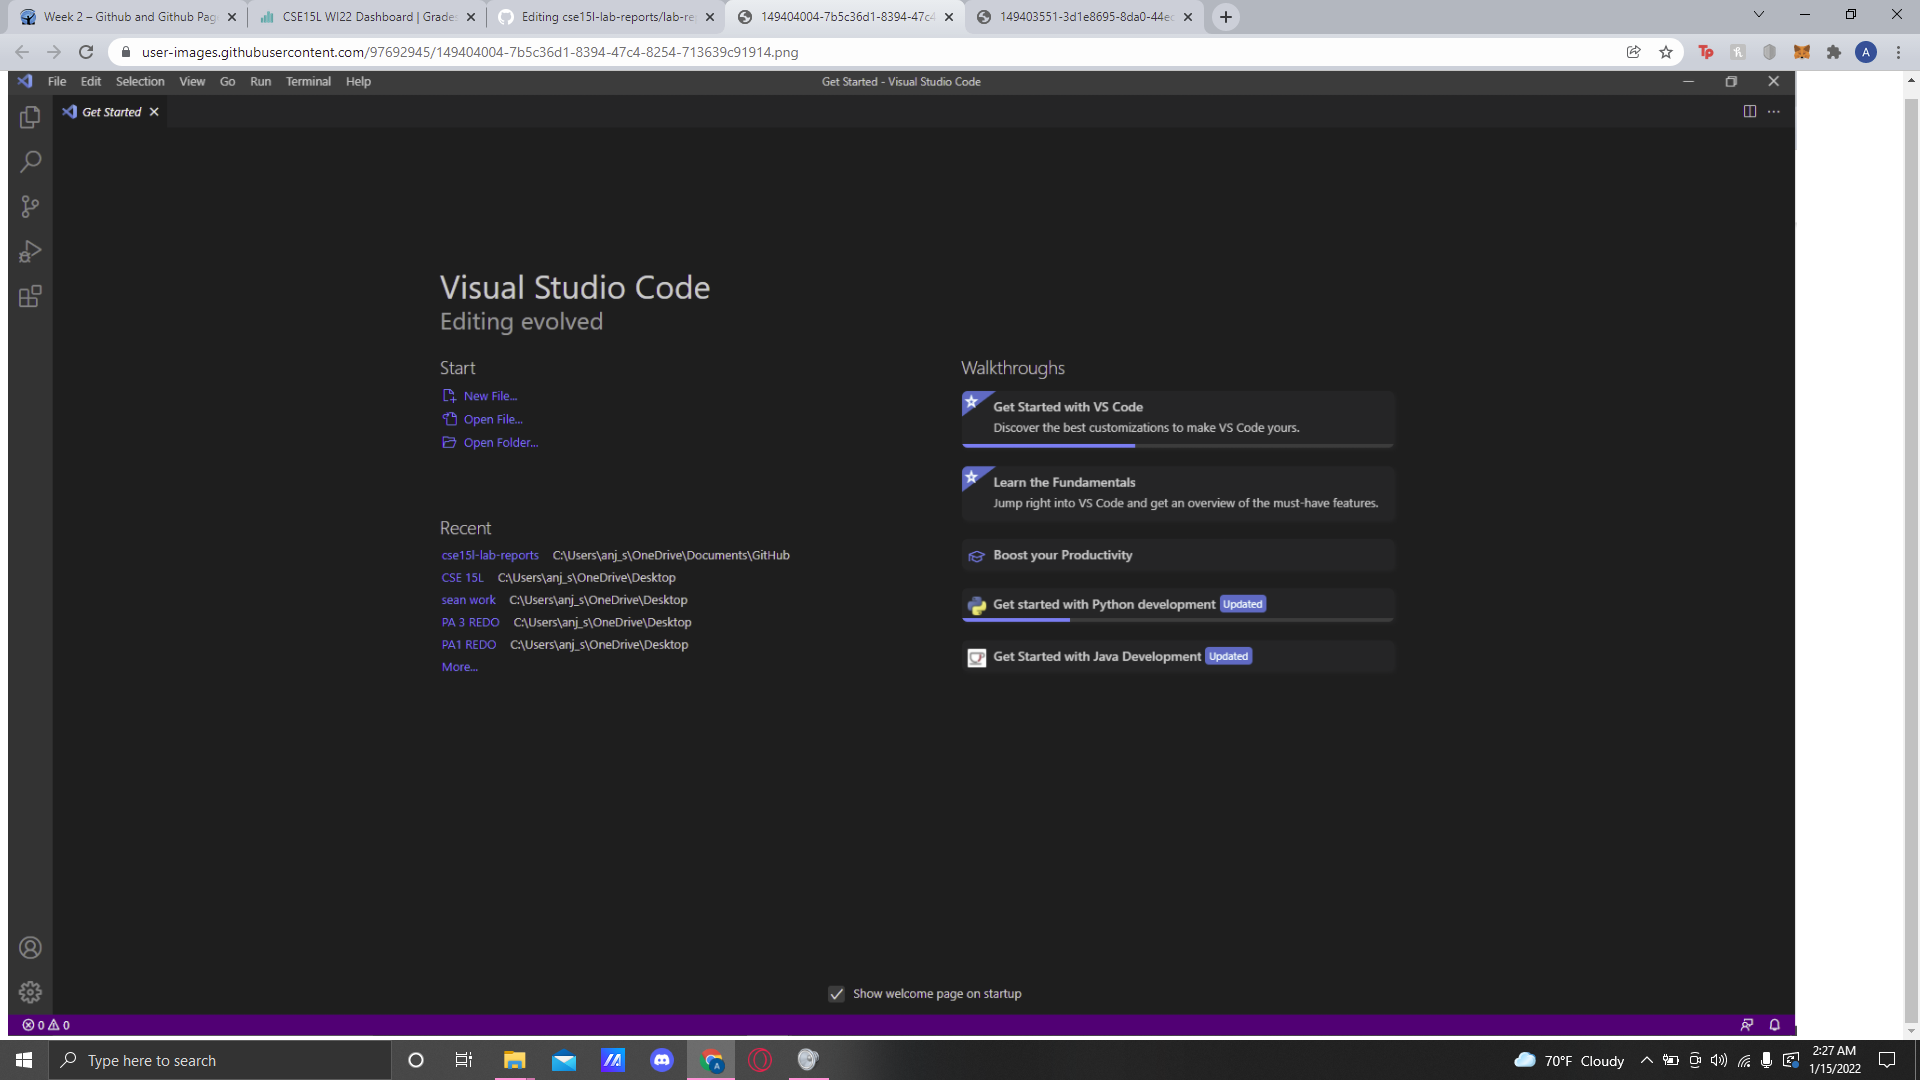 Week 2 – Github and Github Pag
CSE15L WI22 Dashboard | Grades
Editing cse15l-lab-reports/lab-re
149404004-7b5c36d1-8394-47c4
149403551-3d1e8695-8da0-44ec
user-images.githubusercontent.com/97692945/149404004-7b5c36d1-8394-47c4-8254-713639c91914.png
A
File Edit Selection View Go Run Terminal Help
Get Started - Visual Studio Code
Get Started
Visual Studio Code
Editing evolved
Start
New File...
Open File...
Open Folder...
Recent
cse15l-lab-reports C:\Users\anj_s\OneDrive\Documents\GitHub
CSE 15L C:\Users\anj_s\OneDrive\Desktop
sean work C:\Users\anj_s\OneDrive\Desktop
PA 3 REDO C:\Users\anj_s\OneDrive\Desktop
PA1 REDO C:\Users\anj_s\OneDrive\Desktop
More...
Walkthroughs
Get Started with VS Code
Discover the best customizations to make VS Code yours.
Learn the Fundamentals
Jump right into VS Code and get an overview of the must-have features.
Boost your Productivity
Get started with Python development Updated
Get Started with Java Development Updated
Show welcome page on startup
0 0
Type here to search
70°F Cloudy
2:27 AM
1/15/2022